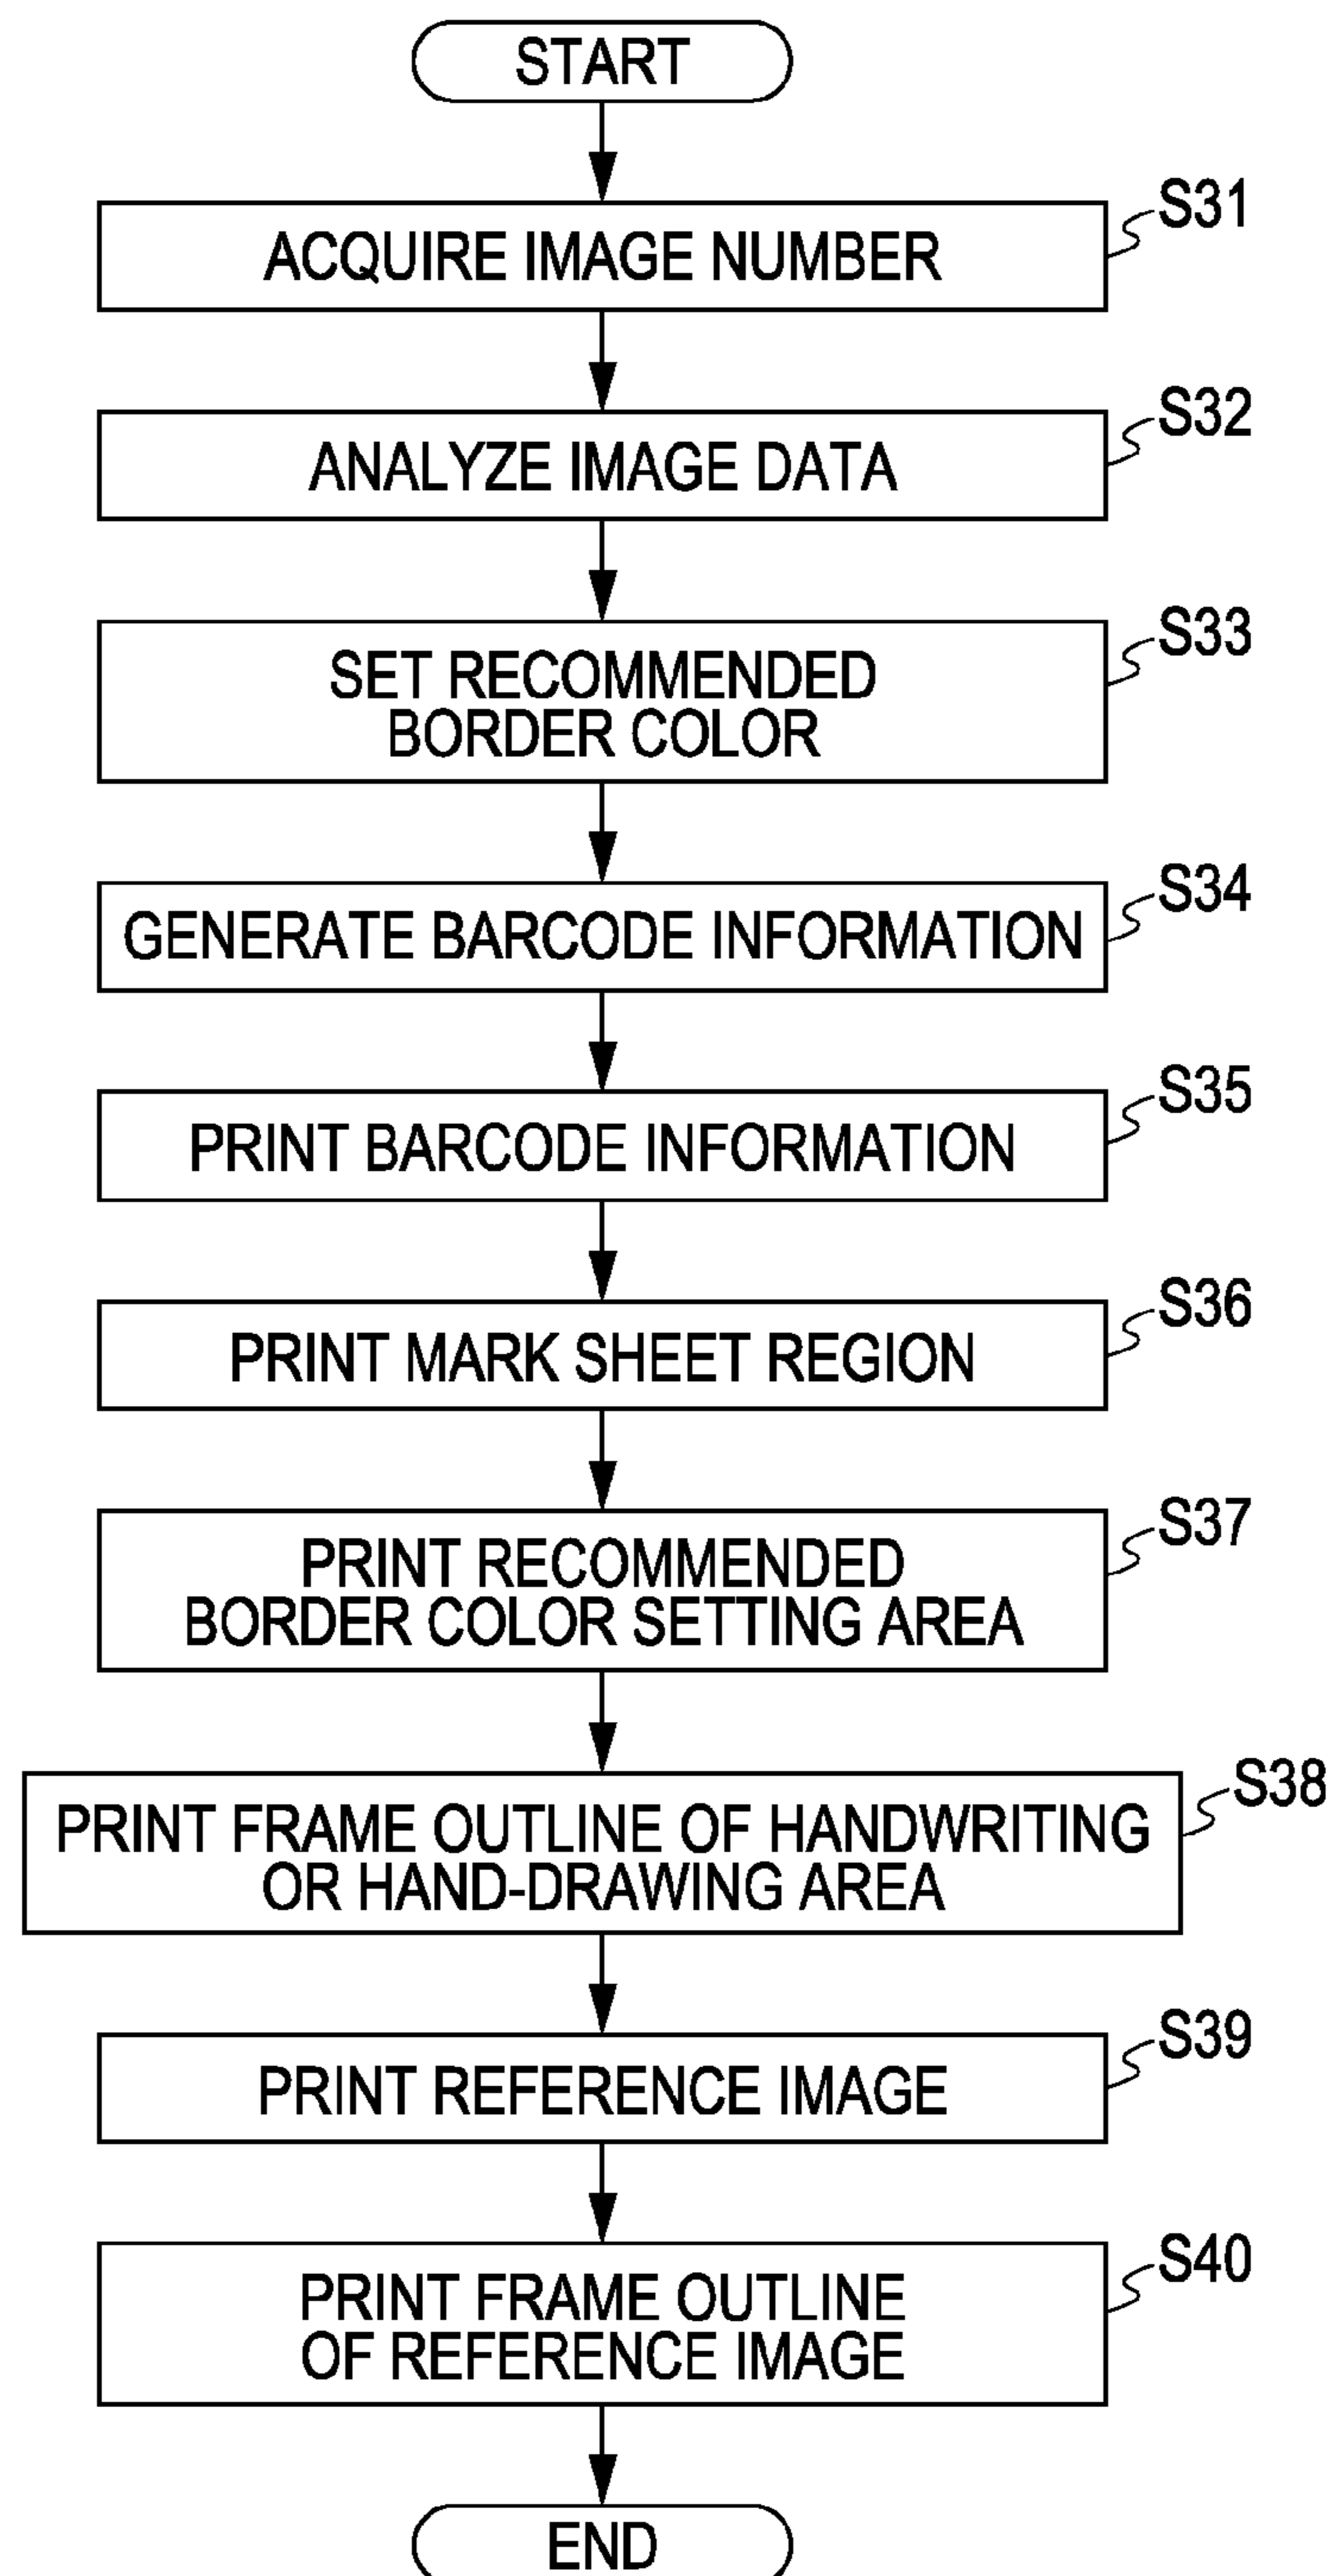 START
S31
ACQUIRE IMAGE NUMBER
S32
ANALYZE IMAGE DATA
S33
SET RECOMMENDED
BORDER COLOR
S34
GENERATE BARCODE INFORMATION
S35
PRINT BARCODE INFORMATION
S36
PRINT MARK SHEET REGION
S37
PRINT RECOMMENDED
BORDER COLOR SETTING AREA
S38
PRINT FRAME OUTLINE OF HANDWRITING
OR HAND-DRAWING AREA
S39
PRINT REFERENCE IMAGE
S40
PRINT FRAME OUTLINE
OF REFERENCE IMAGE
END